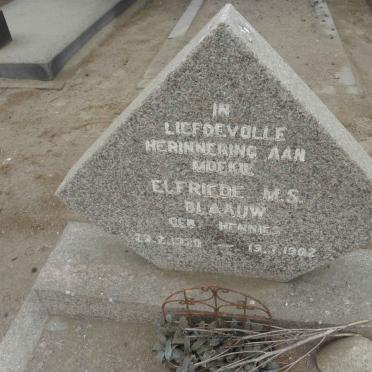 IN
LIEFDEVOLLE
HERINNERING AAN
MOEKIE
ELFRIEDE M.S.
BLAAUW
GEB. HENNIES